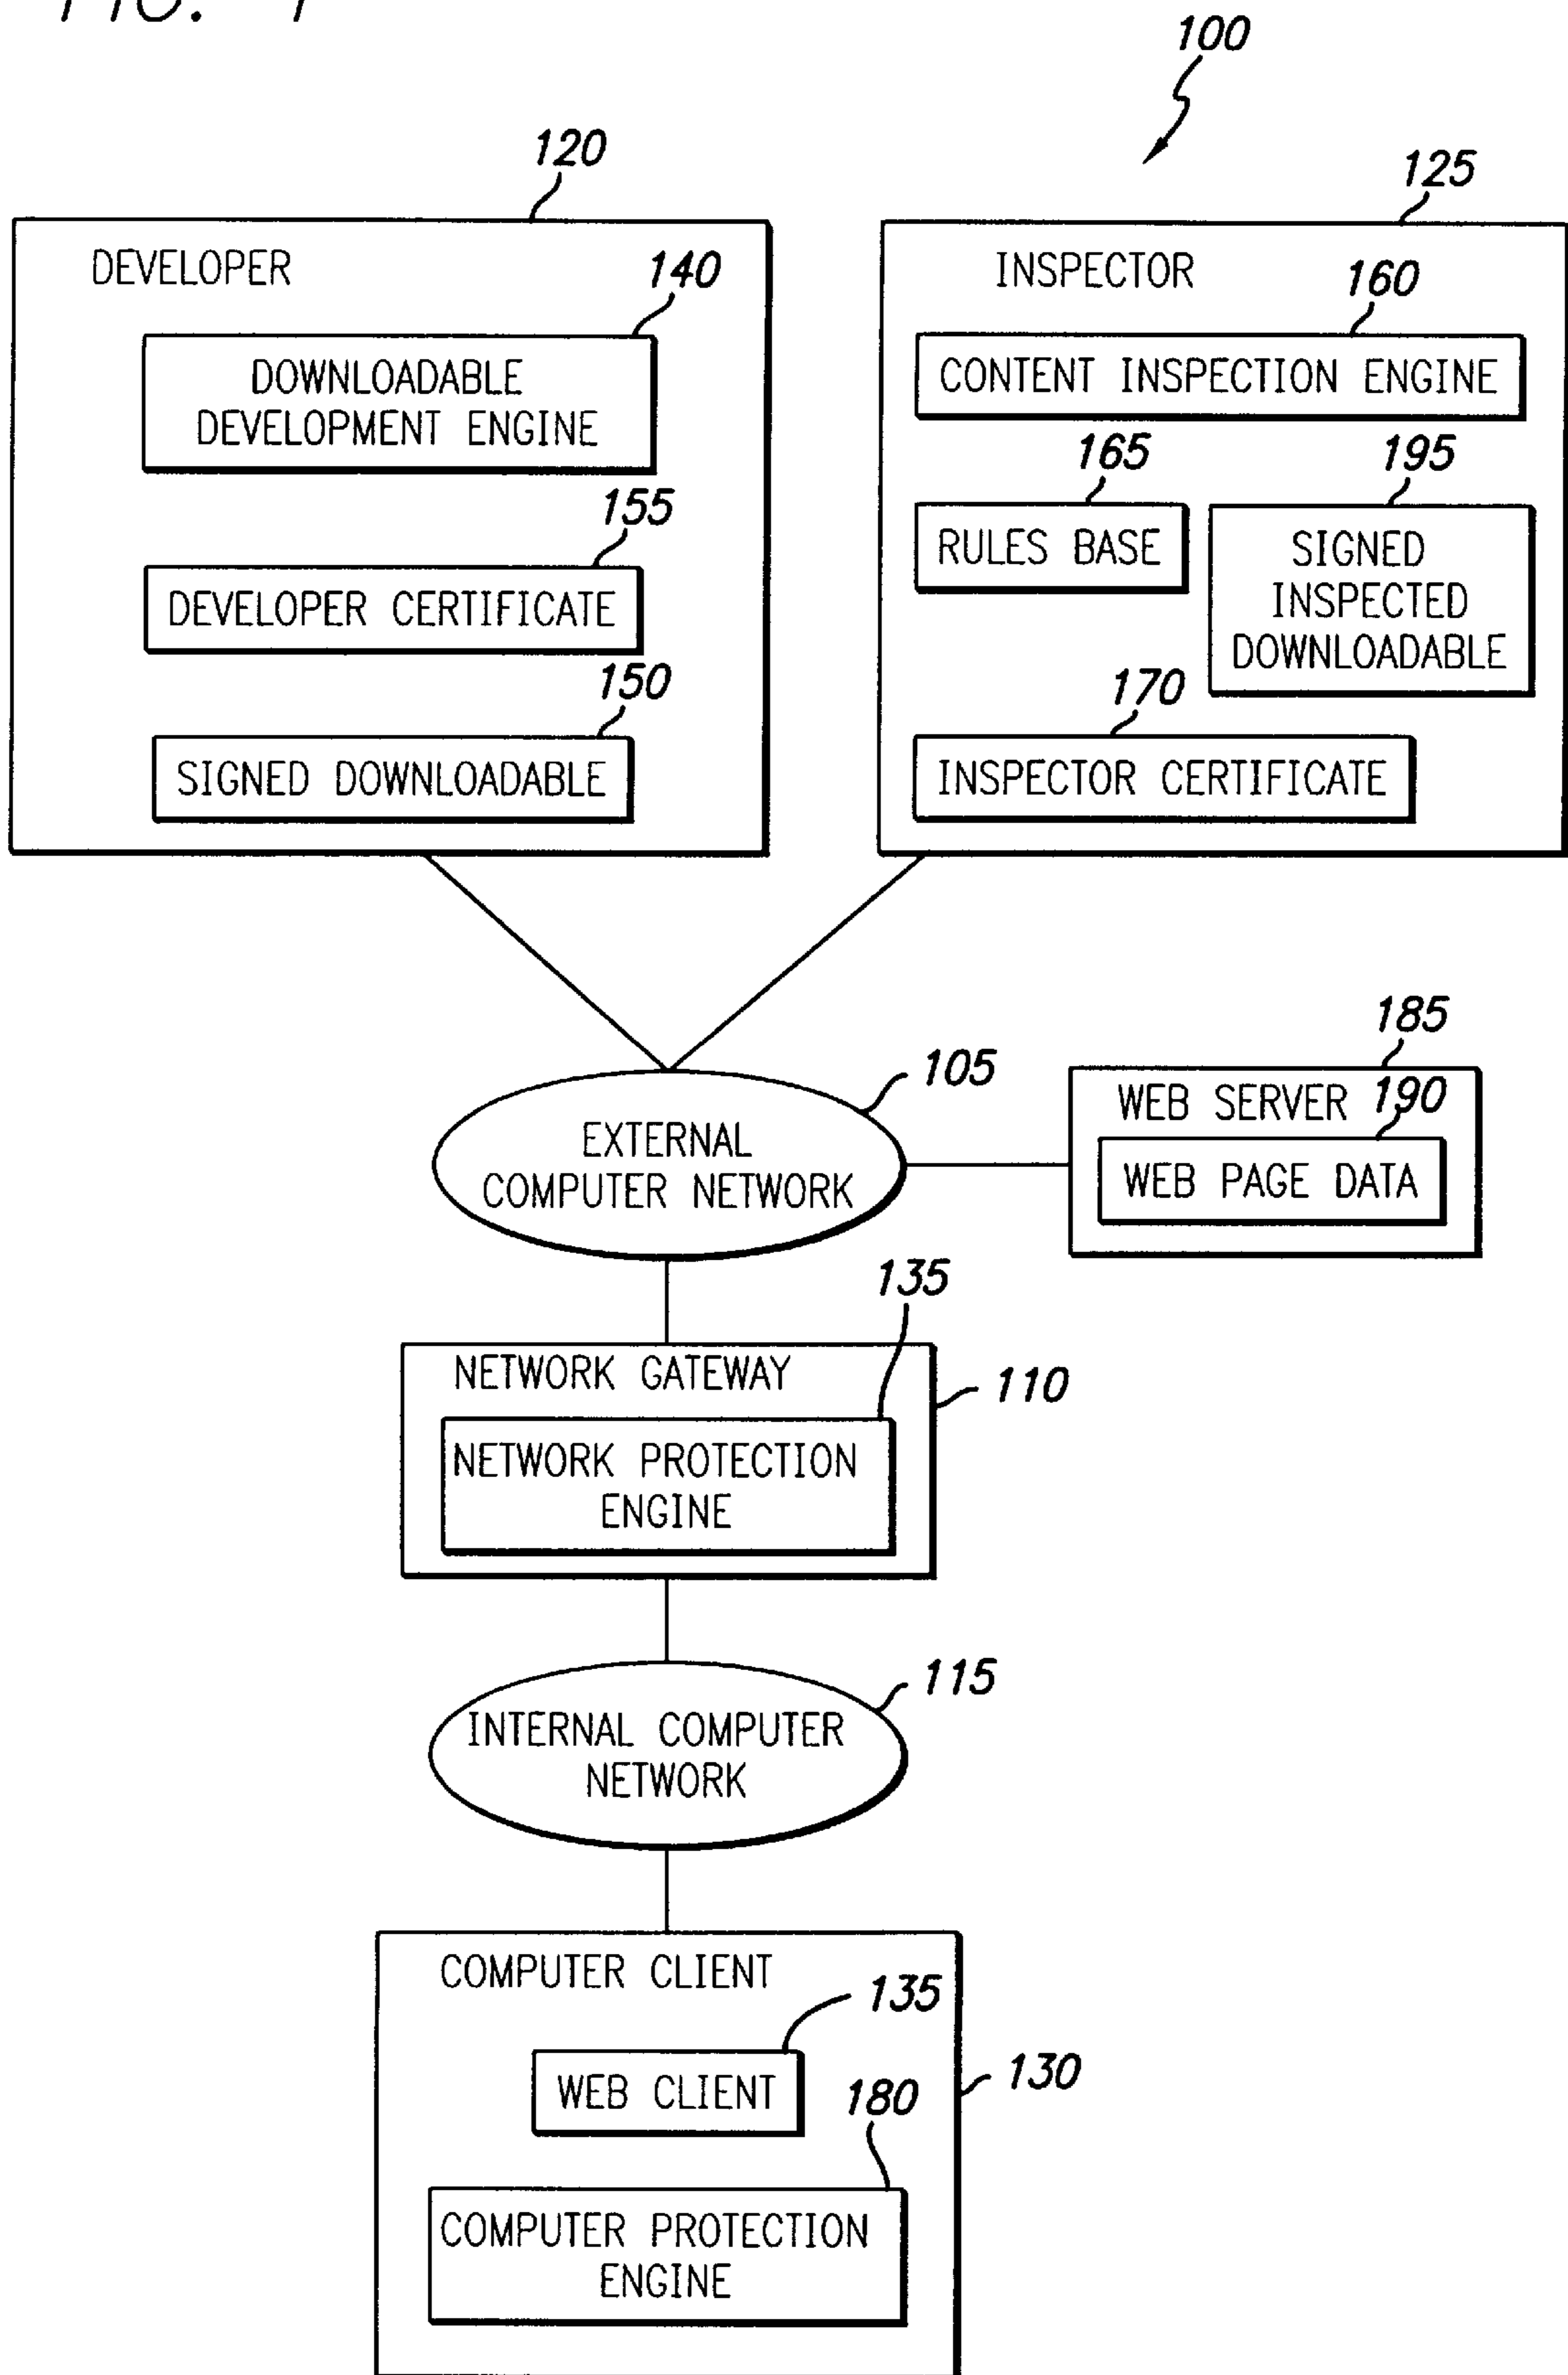 FIG. 1
100
120
125
DEVELOPER
140
INSPECTOR
160
DOWNLOADABLE
DEVELOPMENT ENGINE
CONTENT INSPECTION ENGINE
155
165
195
DEVELOPER CERTIFICATE
RULES BASE
SIGNED
INSPECTED
DOWNLOADABLE
150
170
SIGNED DOWNLOADABLE
INSPECTOR CERTIFICATE
185
105
WEB SERVER
190
EXTERNAL
COMPUTER NETWORK
WEB PAGE DATA
135
NETWORK GATEWAY
110
NETWORK PROTECTION
ENGINE
115
INTERNAL COMPUTER
NETWORK
COMPUTER CLIENT
135
WEB CLIENT
130
180
COMPUTER PROTECTION
ENGINE